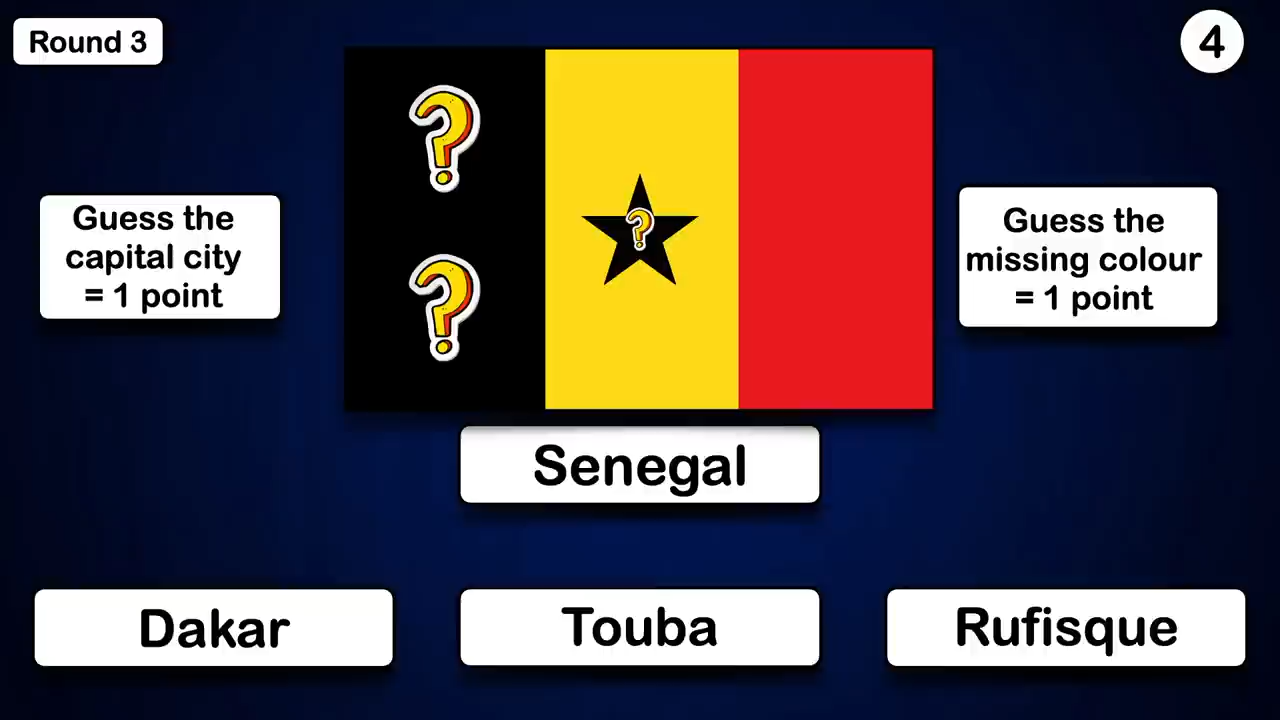 Round 3
4
?
?
?
Guess the
capital city
= 1 point
Guess the
missing colour
= 1 point
Senegal
Dakar
Touba
Rufisque